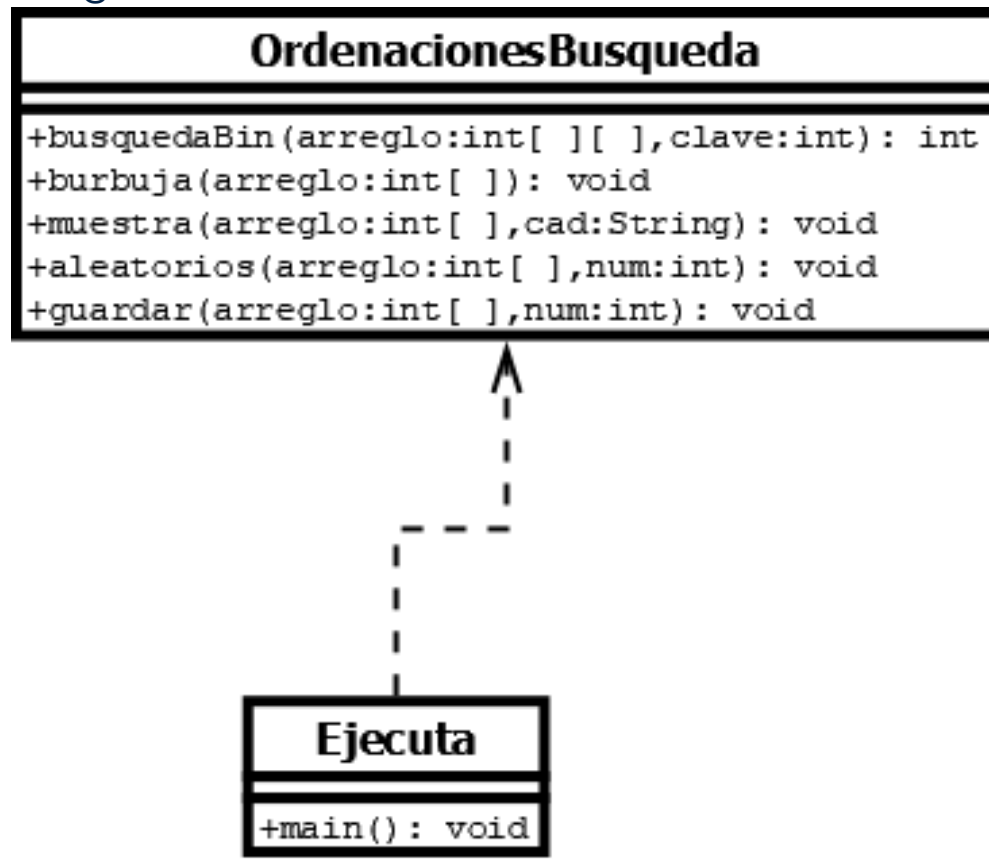 OrdenacionesBusqueda
+busquedaBin(arreglo:int[ ][ ],clave:int): int
+burbuja(arreglo:int[ ]): void
+muestra(arreglo:int[ ],cad:String): void
+aleatorios(arreglo:int[ ],num:int): void
+guardar(arreglo:int[ ],num:int): void
Ejecuta
+main(): void